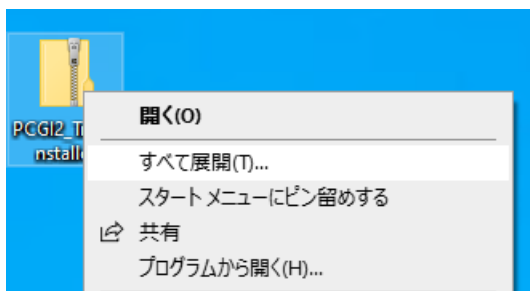 PCGI2_T
nstall
開く(O)
すべて展開(T)...
スタート メニューにピン留めする
共有
プログラムから開く(H)...